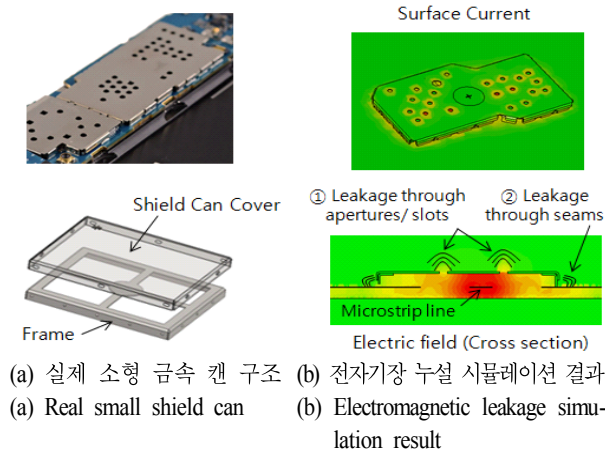 Surface Current
Shield Can Cover
Frame
① Leakage through
apertures/ slots
② Leakage
through seams
Microstrip line
Electric field (Cross section)
(a) 실제 소형 금속 캔 구조
(a) Real small shield can
(b) 전자기장 누설 시뮬레이션 결과
(b) Electromagnetic leakage simu-
lation result